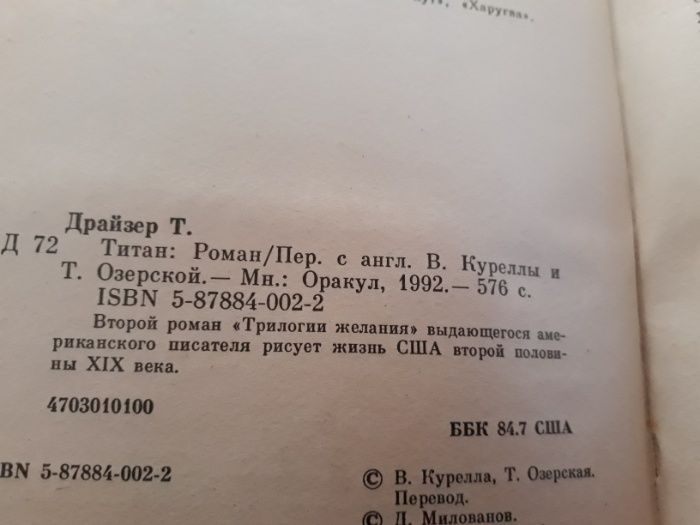 «Харугва».
Драйзер Т.
Д 72 Титан: Роман/Пер. с англ. В. Куреллы и
Т. Озерской.— Мн.: Оракул, 1992.— 576 с.
ISBN 5-87884-002-2
Второй роман «Трилогии желания» выдающегося аме-
риканского писателя рисует жизнь США второй полови-
ны XIX века.
4703010100
ББК 84.7 США
BN 5-87884-002-2
© В. Курелла, Т. Озерская.
Перевод.
© Д. Милованов.